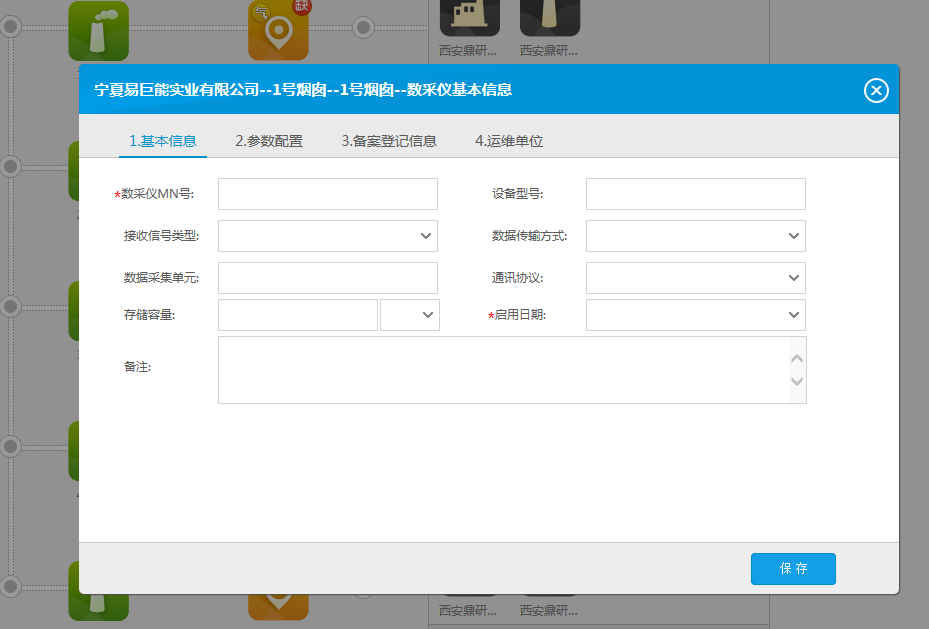 气
缺
西安鼎研...
西安鼎研...
宁夏易巨能实业有限公司--1号烟囱--1号烟囱--数采仪基本信息
1.基本信息
2.参数配置
3.备案登记信息
4.运维单位
*数采仪MN号:
设备型号:
接收信号类型:
数据传输方式:
数据采集单元:
通讯协议:
存储容量:
*启用日期:
备注:
保 存
西安鼎研...
西安鼎研...